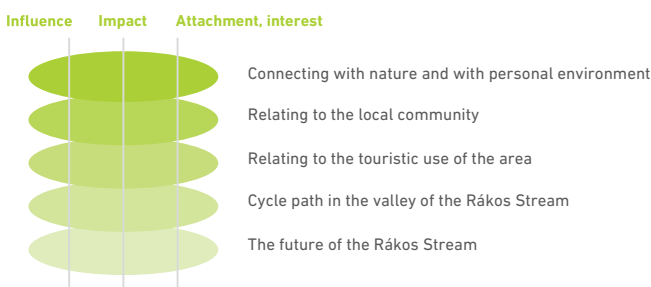 Influence Impact Attachment, interest
Connecting with nature and with personal environment
Relating to the local community
Relating to the touristic use of the area
Cycle path in the valley of the Rákos Stream
The future of the Rákos Stream